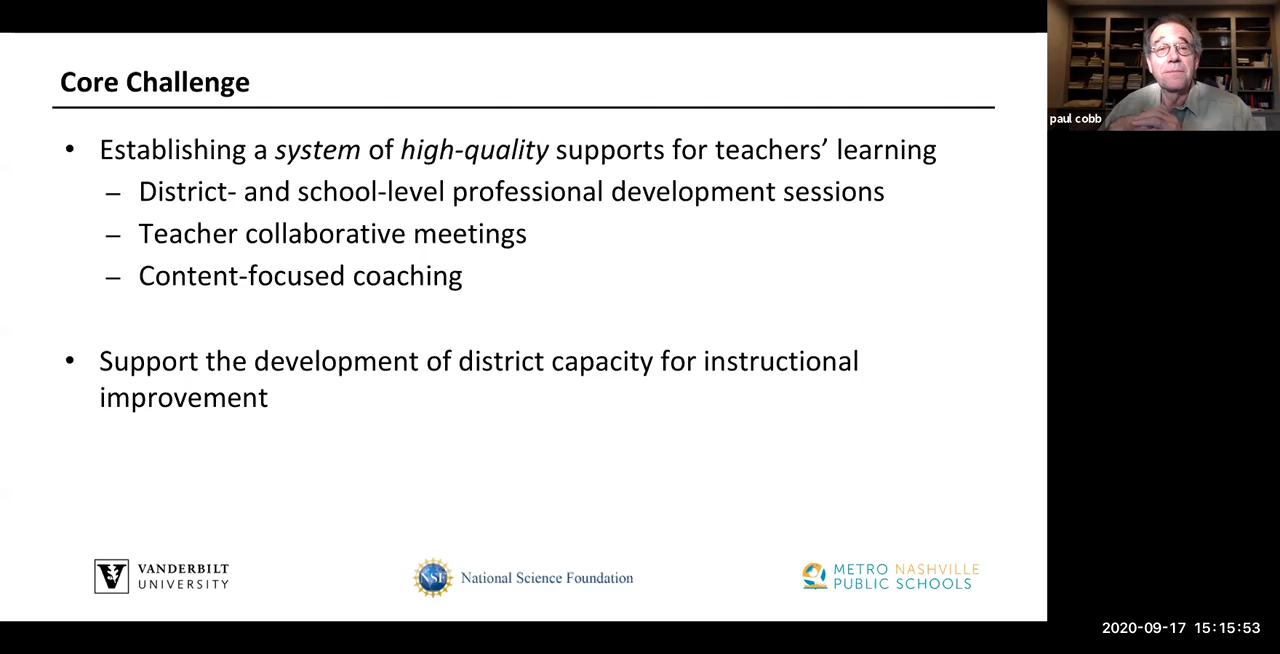 Core Challenge
• Establishing a system of high-quality supports for teachers’ learning
– District- and school-level professional development sessions
– Teacher collaborative meetings
– Content-focused coaching
• Support the development of district capacity for instructional
improvement
V VANDERBILT
UNIVERSITY
NSF National Science Foundation
METRO NASHVILLE
PUBLIC SCHOOLS
paul cobb
2020-09-17 15:15:53